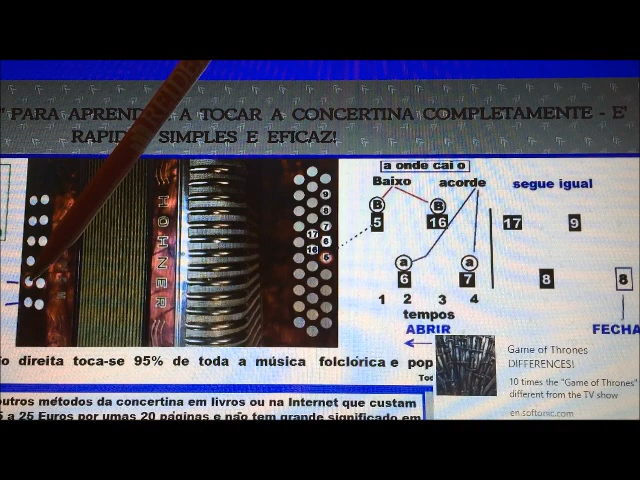 ' PARA APRENDER A TOCAR A CONCERTINA COMPLETAMENTE - E'
SIMPLES E EFICAZ!
a onde cai o
Baixo acorde segue igual
B B
5 16 17 9
a a
6 7 8 8
1 2 3 4
tempos
ABRIR FECHA
HOHNER
9
8
7
17 6
16 5
direita toca-se 95% de toda a música folclórica e pop
Game of Thrones
DIFFERENCES!
10 times the "Game of Thrones"
different from the TV show
en.softonic.com
outros métodos da concertina em livros ou na Internet que custam
a 25 Euros por umas 20 páginas e não tem grande significado em